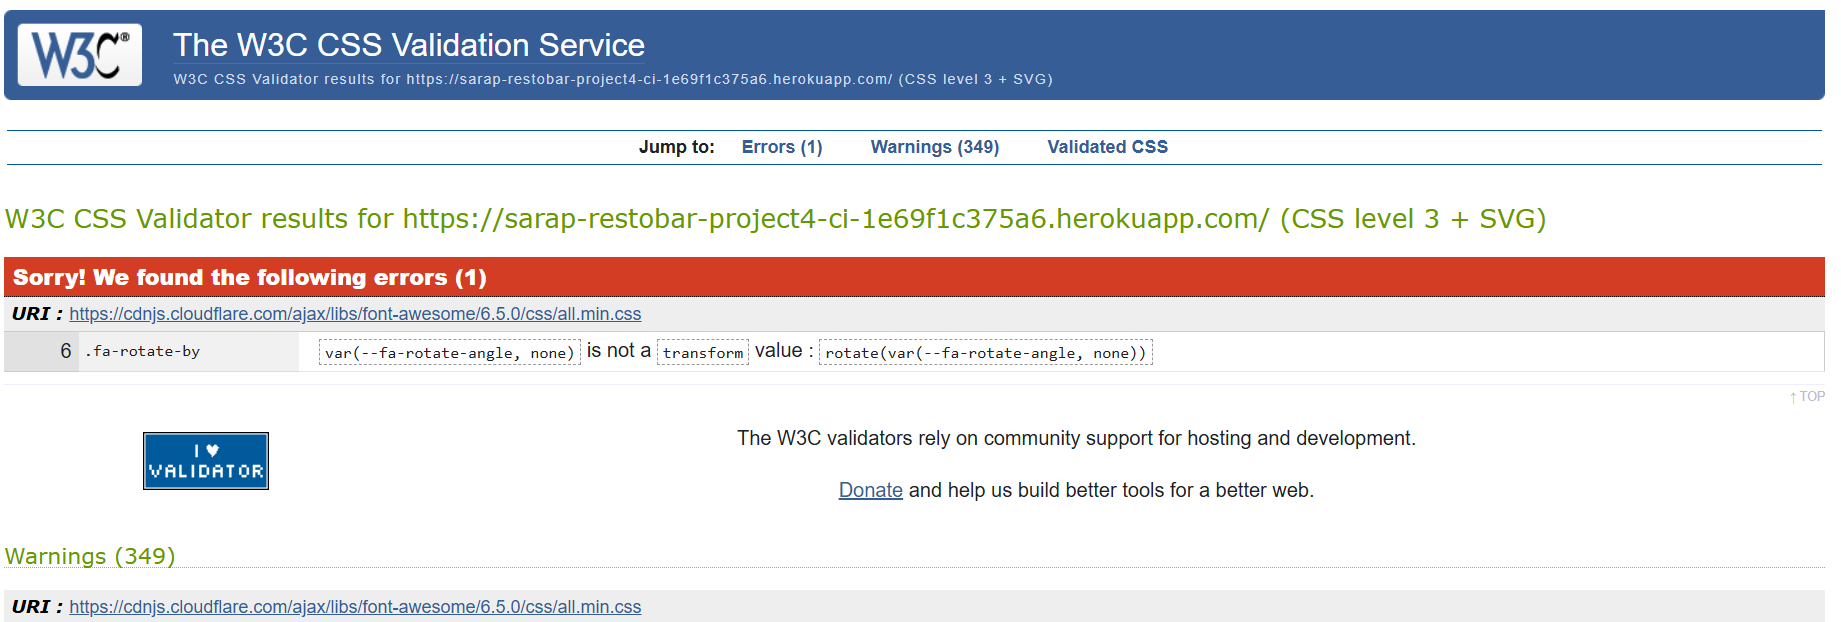 W3C®
The W3C CSS Validation Service
W3C CSS Validator results for https://sarap-restobar-project4-ci-1e69f1c375a6.herokuapp.com/ (CSS level 3 + SVG)
Jump to: Errors (1) Warnings (349) Validated CSS
W3C CSS Validator results for https://sarap-restobar-project4-ci-1e69f1c375a6.herokuapp.com/ (CSS level 3 + SVG)
Sorry! We found the following errors (1)
URI : https://cdnjs.cloudflare.com/ajax/libs/font-awesome/6.5.0/css/all.min.css
6 .fa-rotate-by var(--fa-rotate-angle, none) is not a transform value : rotate(var(--fa-rotate-angle, none))
↑ TOP
The W3C validators rely on community support for hosting and development.
I ♥
VALIDATOR
Donate and help us build better tools for a better web.
Warnings (349)
URI : https://cdnjs.cloudflare.com/ajax/libs/font-awesome/6.5.0/css/all.min.css